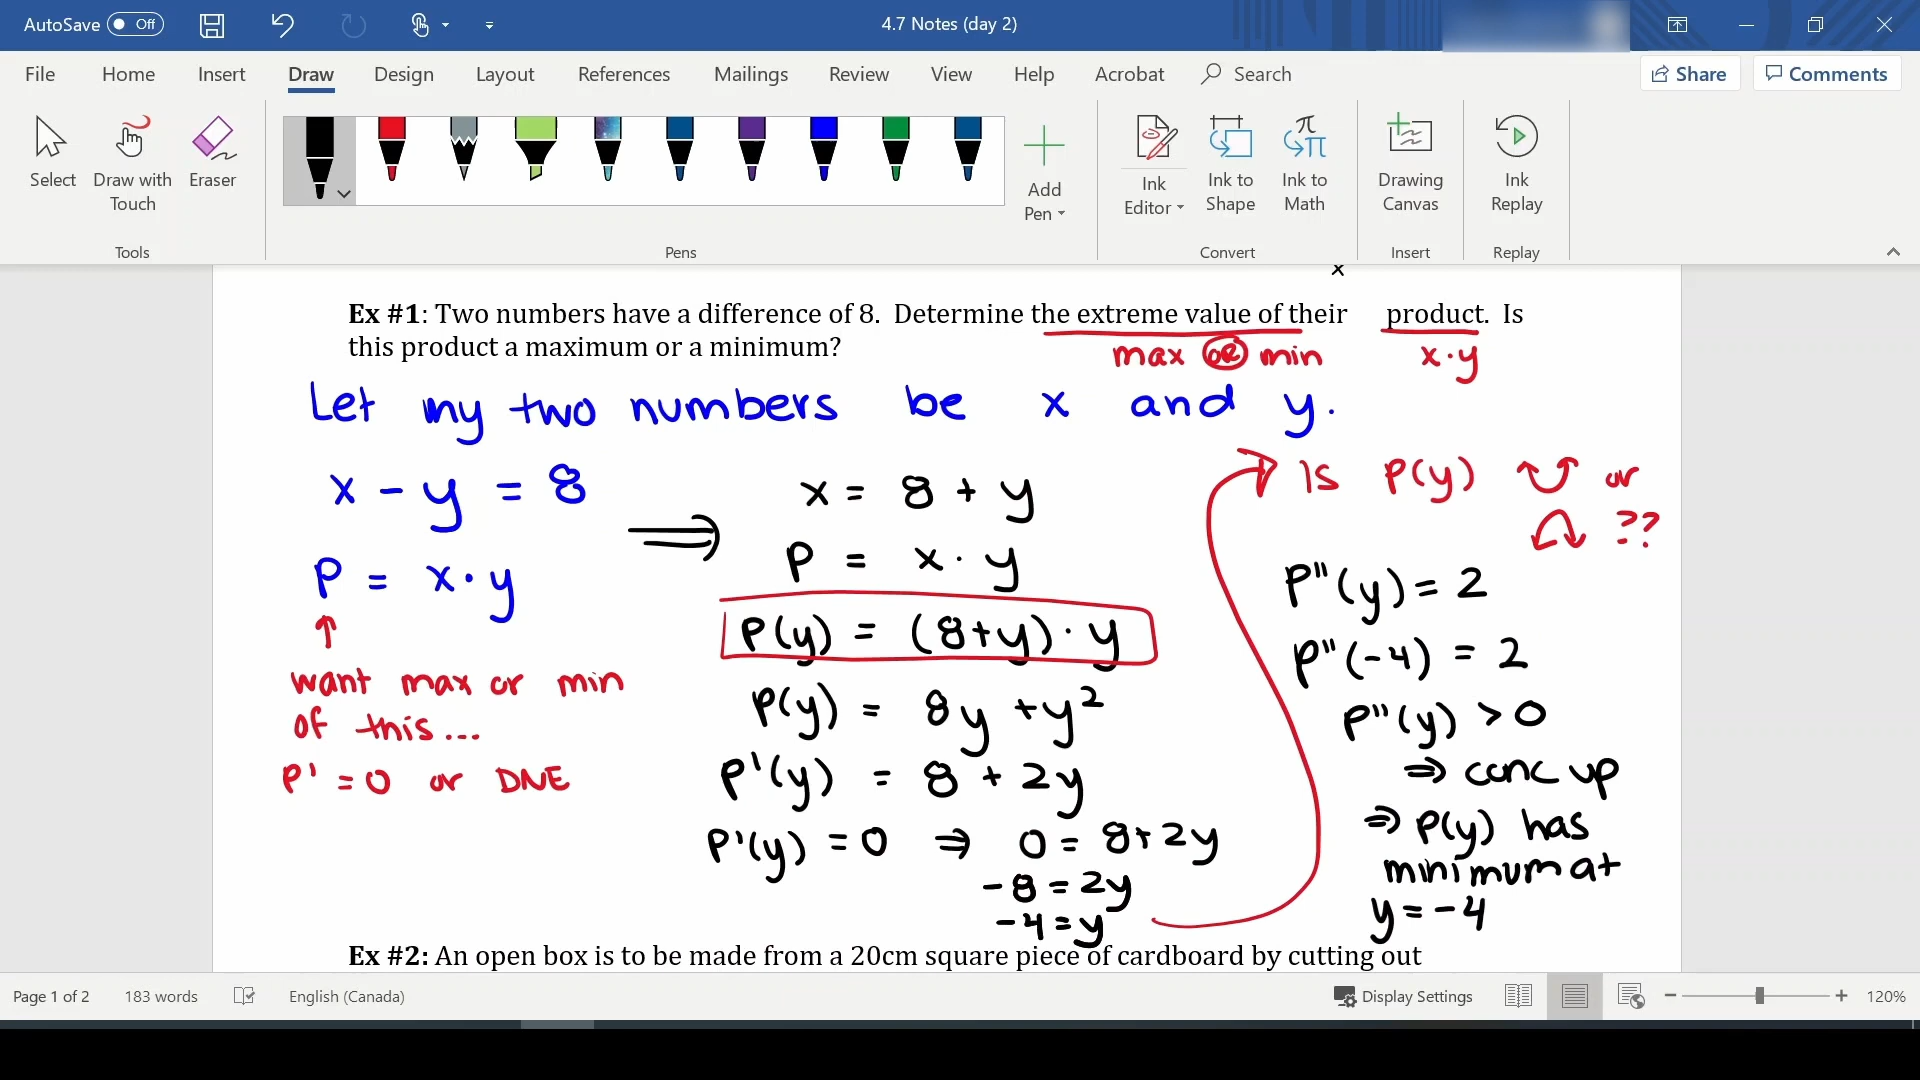 AutoSave Off 4.7 Notes (day 2)
File Home Insert Draw Design Layout References Mailings Review View Help Acrobat Search Share Comments
Select Draw with Touch Eraser Add Pen Ink Editor Ink to Shape Ink to Math Drawing Canvas Ink Replay
Tools Pens Convert Insert Replay
x
Ex #1: Two numbers have a difference of 8. Determine the extreme value of their product. Is
this product a maximum or a minimum?
max or min x·y
Let my two numbers be x and y.
x - y = 8
P = x·y
↑
want max or min
of this...
P' = 0 or DNE
⇒
x = 8 + y
P = x·y
P(y) = (8+y)·y
P(y) = 8y + y²
P'(y) = 8 + 2y
P'(y) = 0 ⇒ 0 = 8+2y
-8 = 2y
-4 = y
Is P(y) or
??
P''(y) = 2
P''(-4) = 2
P''(y) > 0
⇒ conc up
⇒ P(y) has
minimum at
y = -4
Ex #2: An open box is to be made from a 20cm square piece of cardboard by cutting out
Page 1 of 2 183 words English (Canada) Display Settings 120%